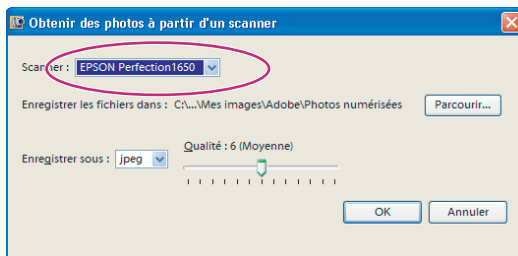 Obtenir des photos à partir d'un scanner
Scanner : EPSON Perfection1650
Enregistrer les fichiers dans : C:\...\Mes images\Adobe\Photos numérisées Parcourir...
Qualité : 6 (Moyenne)
Enregistrer sous : jpeg
OK Annuler